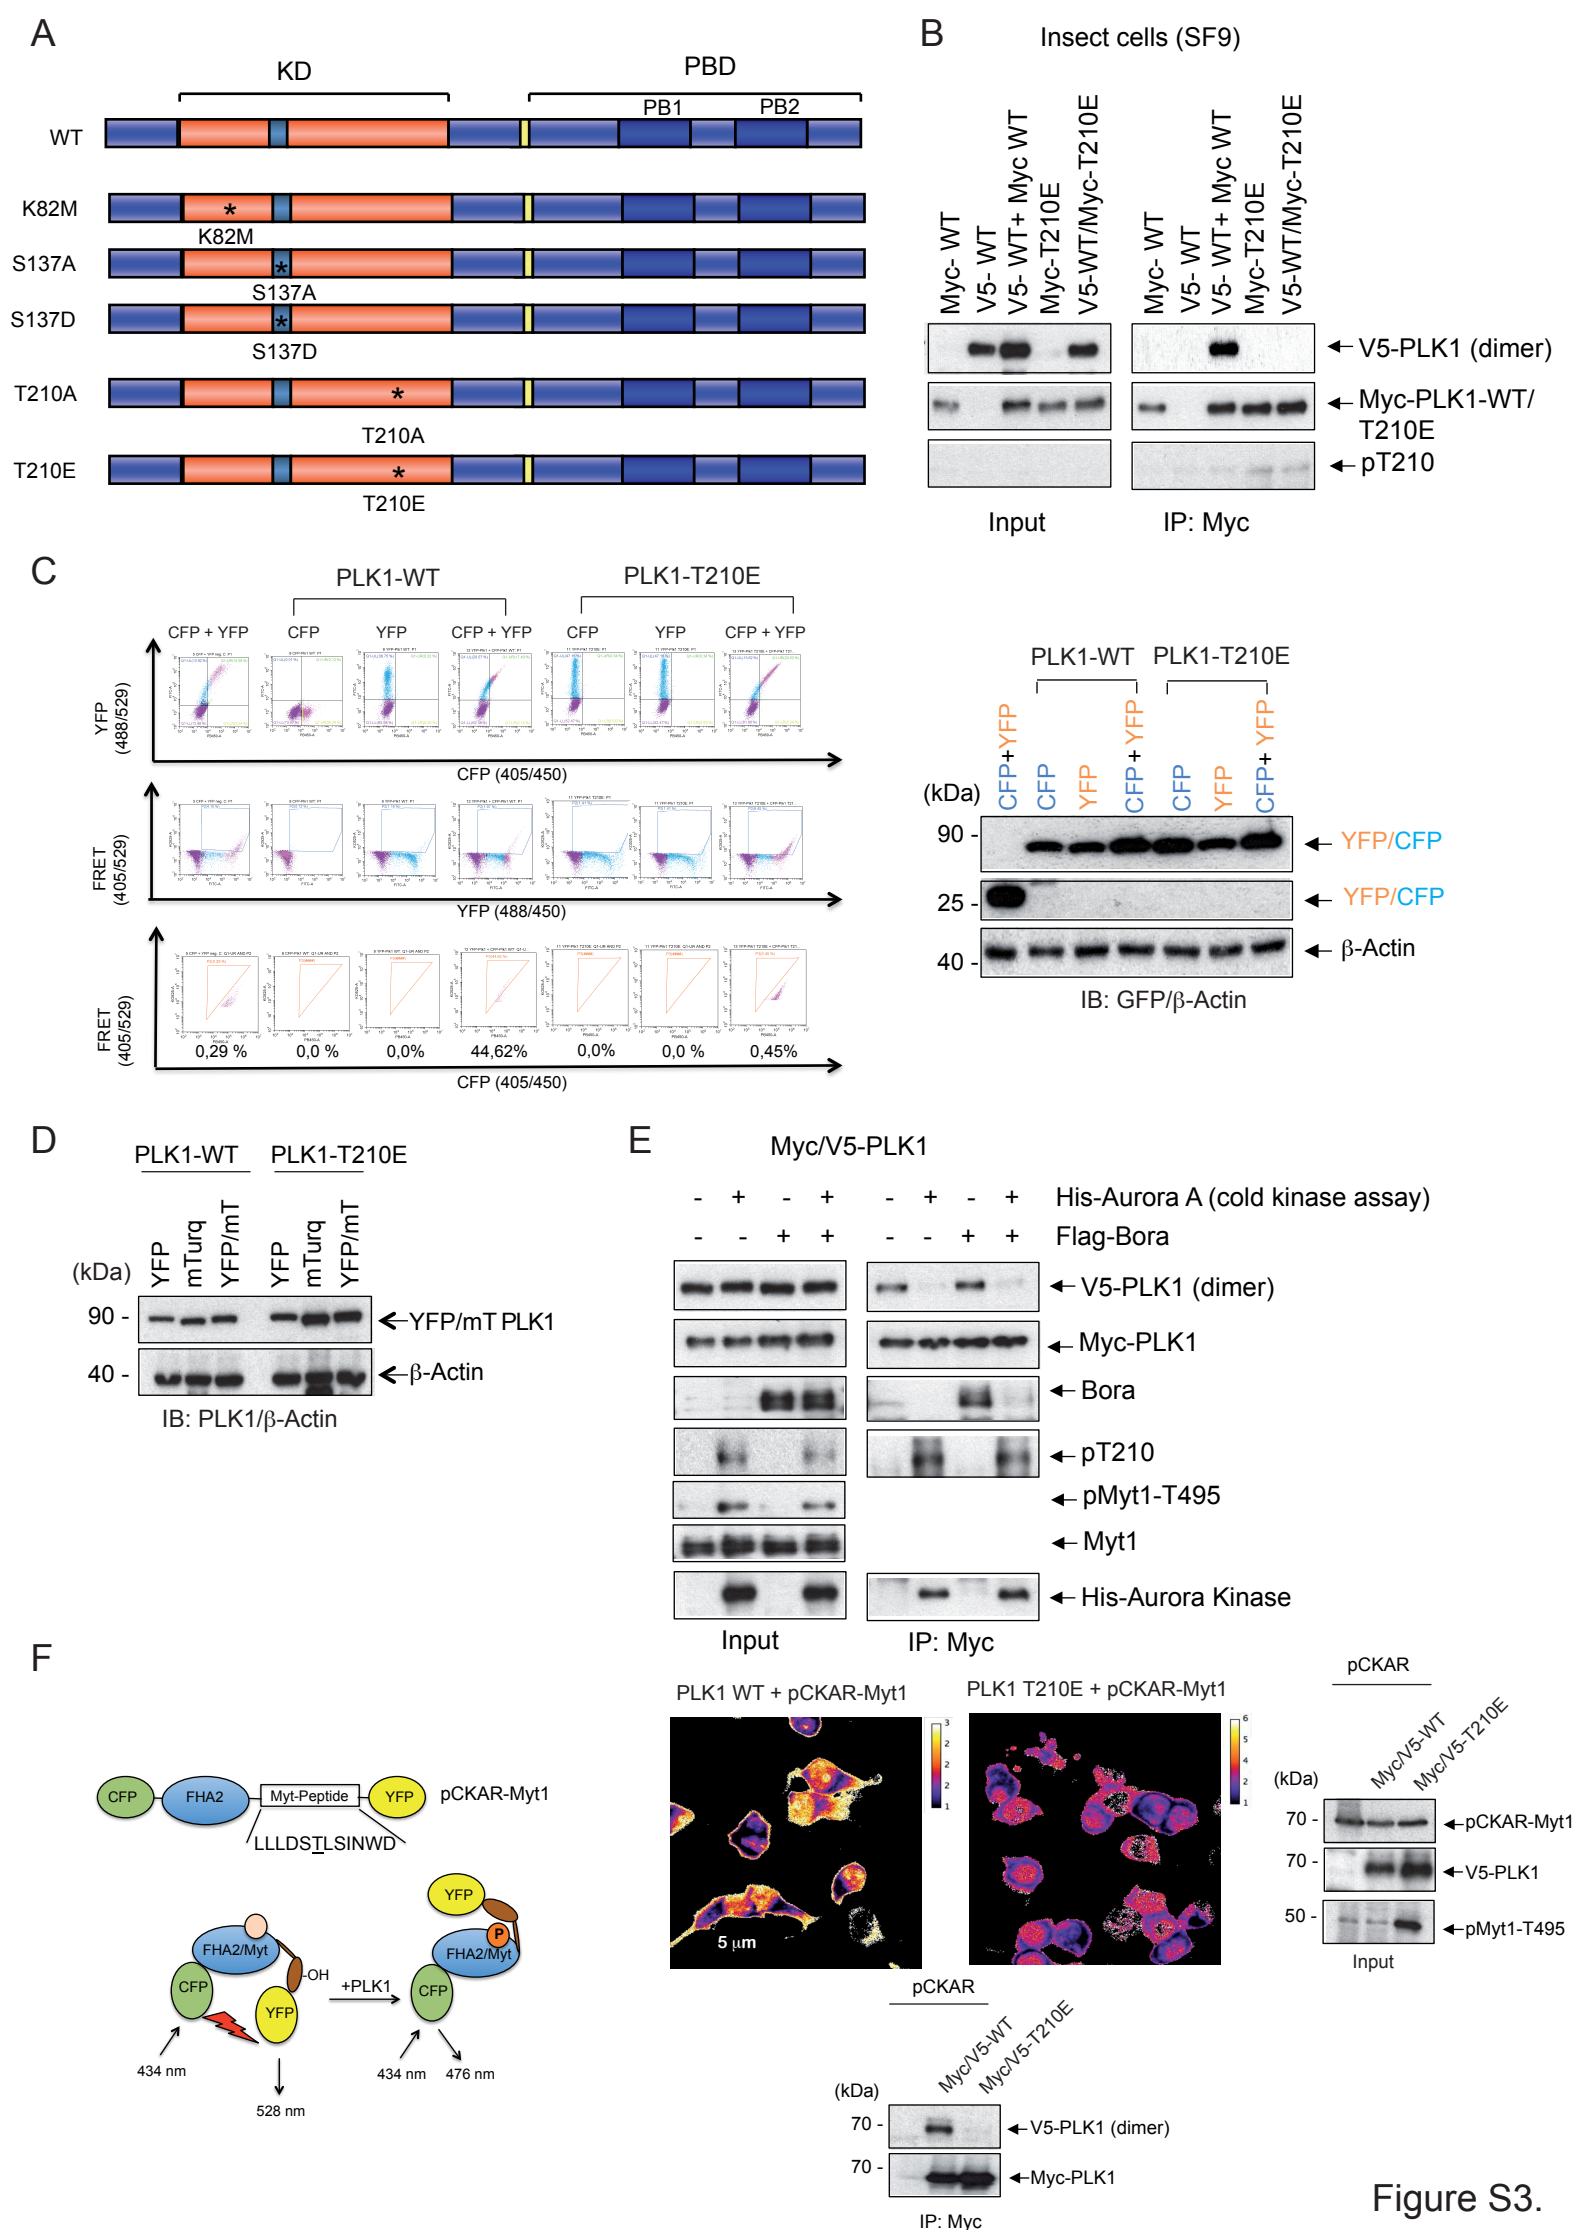 A
KD
PBD
PB1
PB2
WT
K82M
*
K82M
S137A
*
S137A
S137D
*
S137D
T210A
*
T210A
T210E
*
T210E
B
Insect cells (SF9)
Myc- WT
V5- WT
V5- WT+ Myc WT
Myc-T210E
V5-WT/Myc-T210E
Myc- WT
V5- WT
V5- WT+ Myc WT
Myc-T210E
V5-WT/Myc-T210E
V5-PLK1 (dimer)
Myc-PLK1-WT/
T210E
pT210
Input
IP: Myc
C
PLK1-WT
PLK1-T210E
CFP + YFP
CFP
YFP
CFP + YFP
CFP
YFP
CFP + YFP
YFP
(488/529)
CFP (405/450)
FRET
(405/529)
YFP (488/450)
FRET
(405/529)
0,29 %
0,0 %
0,0%
44,62%
0,0%
0,0 %
0,45%
CFP (405/450)
PLK1-WT
PLK1-T210E
CFP+YFP
CFP
YFP
CFP+ YFP
CFP
YFP
CFP+ YFP
(kDa)
90 -
YFP/CFP
25 -
YFP/CFP
40 -
β-Actin
IB: GFP/β-Actin
D
PLK1-WT
PLK1-T210E
YFP
mTurq
YFP/mT
YFP
mTurq
YFP/mT
(kDa)
90 -
YFP/mT PLK1
40 -
β-Actin
IB: PLK1/β-Actin
E
Myc/V5-PLK1
- + - + - + - + His-Aurora A (cold kinase assay)
- - + + - - + + Flag-Bora
V5-PLK1 (dimer)
Myc-PLK1
Bora
pT210
pMyt1-T495
Myt1
His-Aurora Kinase
Input
IP: Myc
F
CFP
FHA2
Myt-Peptide
YFP
pCKAR-Myt1
LLLDSTLSINWD
FHA2/Myt
CFP
-OH
YFP
434 nm
528 nm
+PLK1
YFP
P
FHA2/Myt
CFP
434 nm
476 nm
PLK1 WT + pCKAR-Myt1
3
2
2
2
1
5 µm
PLK1 T210E + pCKAR-Myt1
6
5
4
3
2
1
pCKAR
Myc/V5-WT
Myc/V5-T210E
(kDa)
70 -
pCKAR-Myt1
70 -
V5-PLK1
50 -
pMyt1-T495
Input
pCKAR
Myc/V5-WT
Myc/V5-T210E
(kDa)
70 -
V5-PLK1 (dimer)
70 -
Myc-PLK1
IP: Myc
Figure S3.